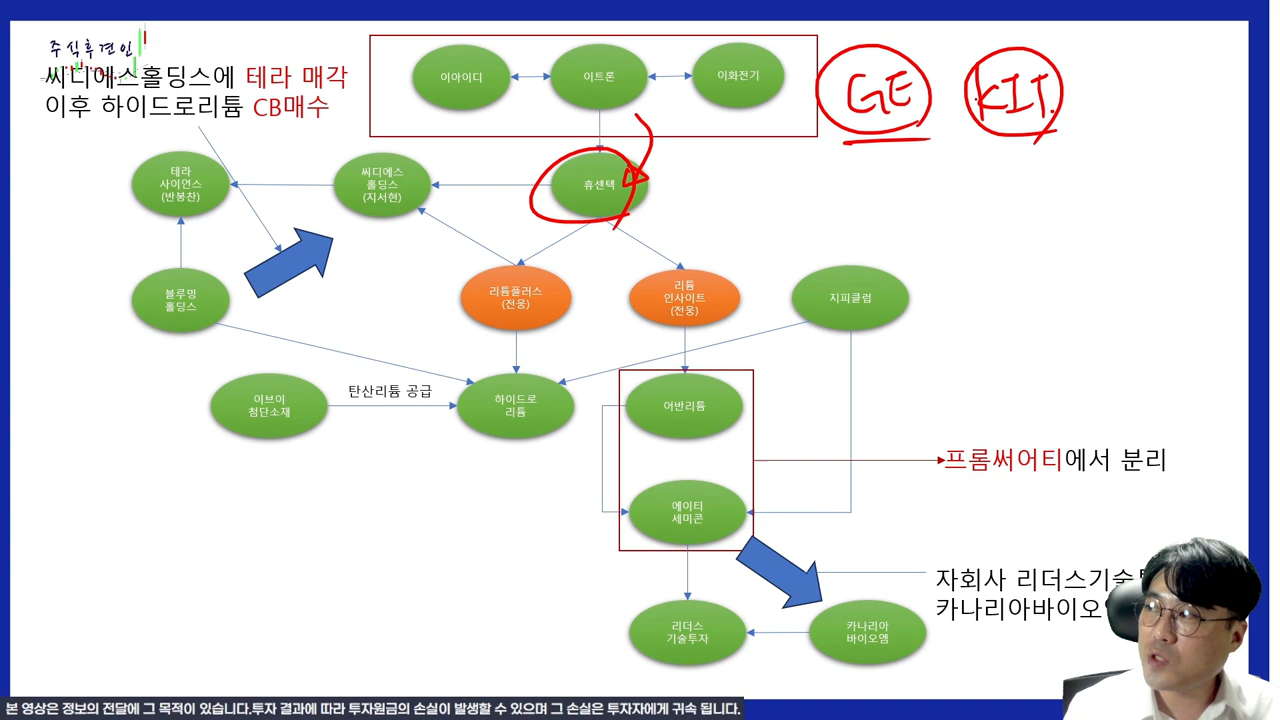 주식후견인
씨디에스홀딩스에 테라 매각
이후 하이드로리튬 CB매수
이아이디
이트론
이화전기
GE
KIT.
테라
사이언스
(반봉찬)
씨디에스
홀딩스
(지서현)
휴센텍
블루밍
홀딩스
리튬플러스
(전웅)
리튬
인사이트
(전웅)
지피클럽
이브이
첨단소재
탄산리튬 공급
하이드로
리튬
어반리튬
프롬써어티에서 분리
에이티
세미콘
자회사 리더스기술
카나리아바이오
리더스
기술투자
카나리아
바이오엠
본 영상은 정보의 전달에 그 목적이 있습니다.투자 결과에 따라 투자원금의 손실이 발생할 수 있으며 그 손실은 투자자에게 귀속 됩니다.